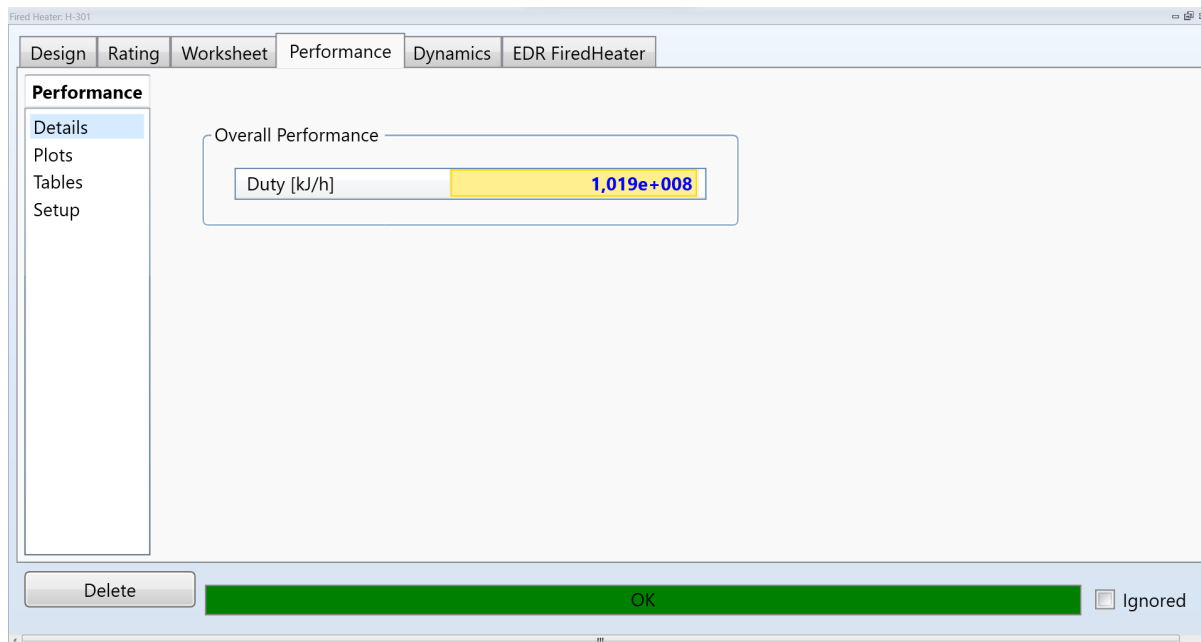 Fired Heater: H-301
Design Rating Worksheet Performance Dynamics EDR FiredHeater
Performance
Details
Plots
Tables
Setup
Overall Performance
Duty [kJ/h] 1,019e+008
Delete
OK
Ignored